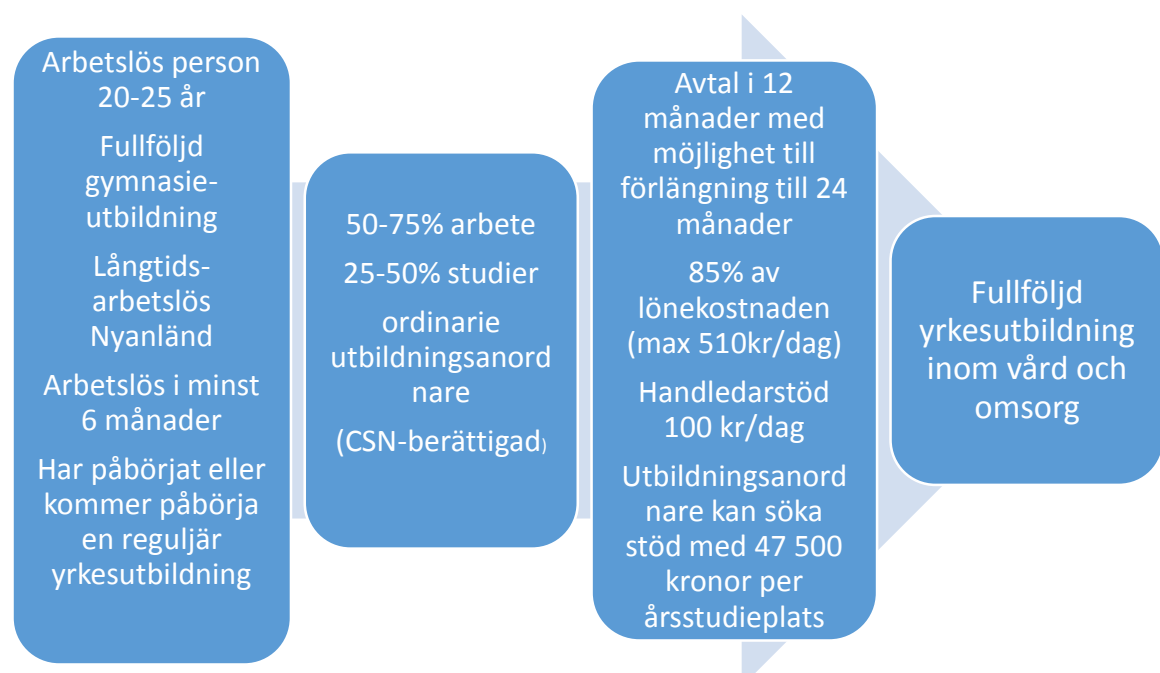 Arbetslös person
20-25 år
Fullföljd
gymnasie-
utbildning
Långtids-
arbetslös
Nyanländ
Arbetslös i minst
6 månader
Har påbörjat eller
kommer påbörja
en reguljär
yrkesutbildning
50-75% arbete
25-50% studier
ordinarie
utbildningsanord
nare
(CSN-berättigad)
Avtal i 12
månader med
möjlighet till
förlängning till 24
månader
85% av
lönekostnaden
(max 510kr/dag)
Handledarstöd
100 kr/dag
Utbildningsanord
nare kan söka
stöd med 47 500
kronor per
årsstudieplats
Fullföljd
yrkesutbildning
inom vård och
omsorg